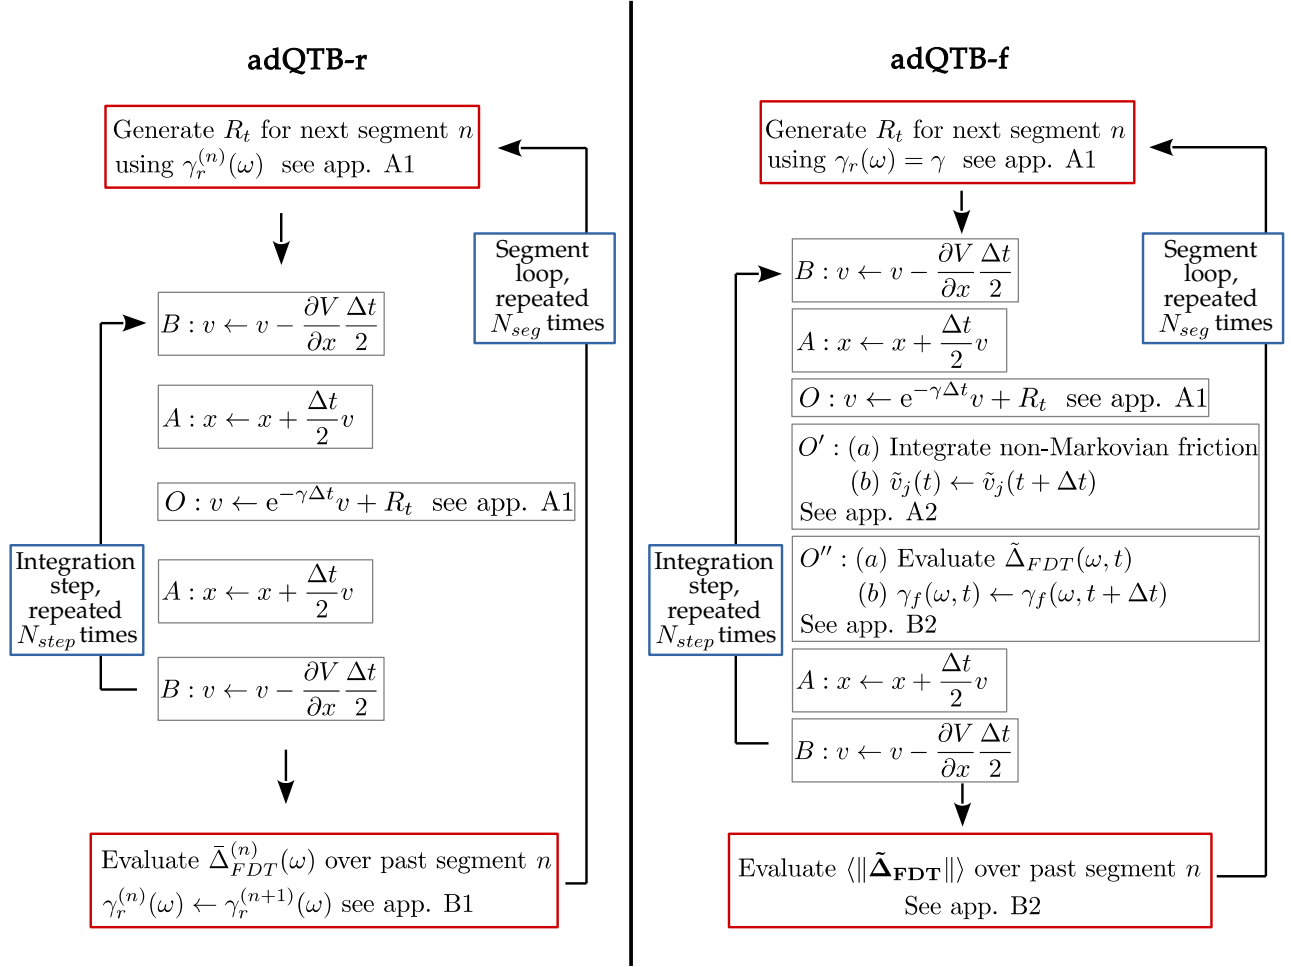 adQTB-r
Generate $R_t$ for next segment $n$
using $\gamma_r^{(n)}(\omega)$ see app. A1
Segment
loop,
repeated
$N_{seg}$ times
$B : v \leftarrow v - \frac{\partial V}{\partial x} \frac{\Delta t}{2}$
$A : x \leftarrow x + \frac{\Delta t}{2} v$
$O : v \leftarrow \mathrm{e}^{-\gamma \Delta t} v + R_t$ see app. A1
Integration
step,
repeated
$N_{step}$ times
$A : x \leftarrow x + \frac{\Delta t}{2} v$
$B : v \leftarrow v - \frac{\partial V}{\partial x} \frac{\Delta t}{2}$
Evaluate $\bar{\Delta}_{FDT}^{(n)}(\omega)$ over past segment $n$
$\gamma_r^{(n)}(\omega) \leftarrow \gamma_r^{(n+1)}(\omega)$ see app. B1
adQTB-f
Generate $R_t$ for next segment $n$
using $\gamma_r(\omega) = \gamma$ see app. A1
Segment
loop,
repeated
$N_{seg}$ times
$B : v \leftarrow v - \frac{\partial V}{\partial x} \frac{\Delta t}{2}$
$A : x \leftarrow x + \frac{\Delta t}{2} v$
$O : v \leftarrow \mathrm{e}^{-\gamma \Delta t} v + R_t$ see app. A1
$O' : (a)$ Integrate non-Markovian friction
$(b)$ $\tilde{v}_j(t) \leftarrow \tilde{v}_j(t + \Delta t)$
See app. A2
$O'' : (a)$ Evaluate $\tilde{\Delta}_{FDT}(\omega, t)$
$(b)$ $\gamma_f(\omega, t) \leftarrow \gamma_f(\omega, t + \Delta t)$
See app. B2
Integration
step,
repeated
$N_{step}$ times
$A : x \leftarrow x + \frac{\Delta t}{2} v$
$B : v \leftarrow v - \frac{\partial V}{\partial x} \frac{\Delta t}{2}$
Evaluate $\langle \| \tilde{\mathbf{\Delta}}_{\mathbf{FDT}} \| \rangle$ over past segment $n$
See app. B2